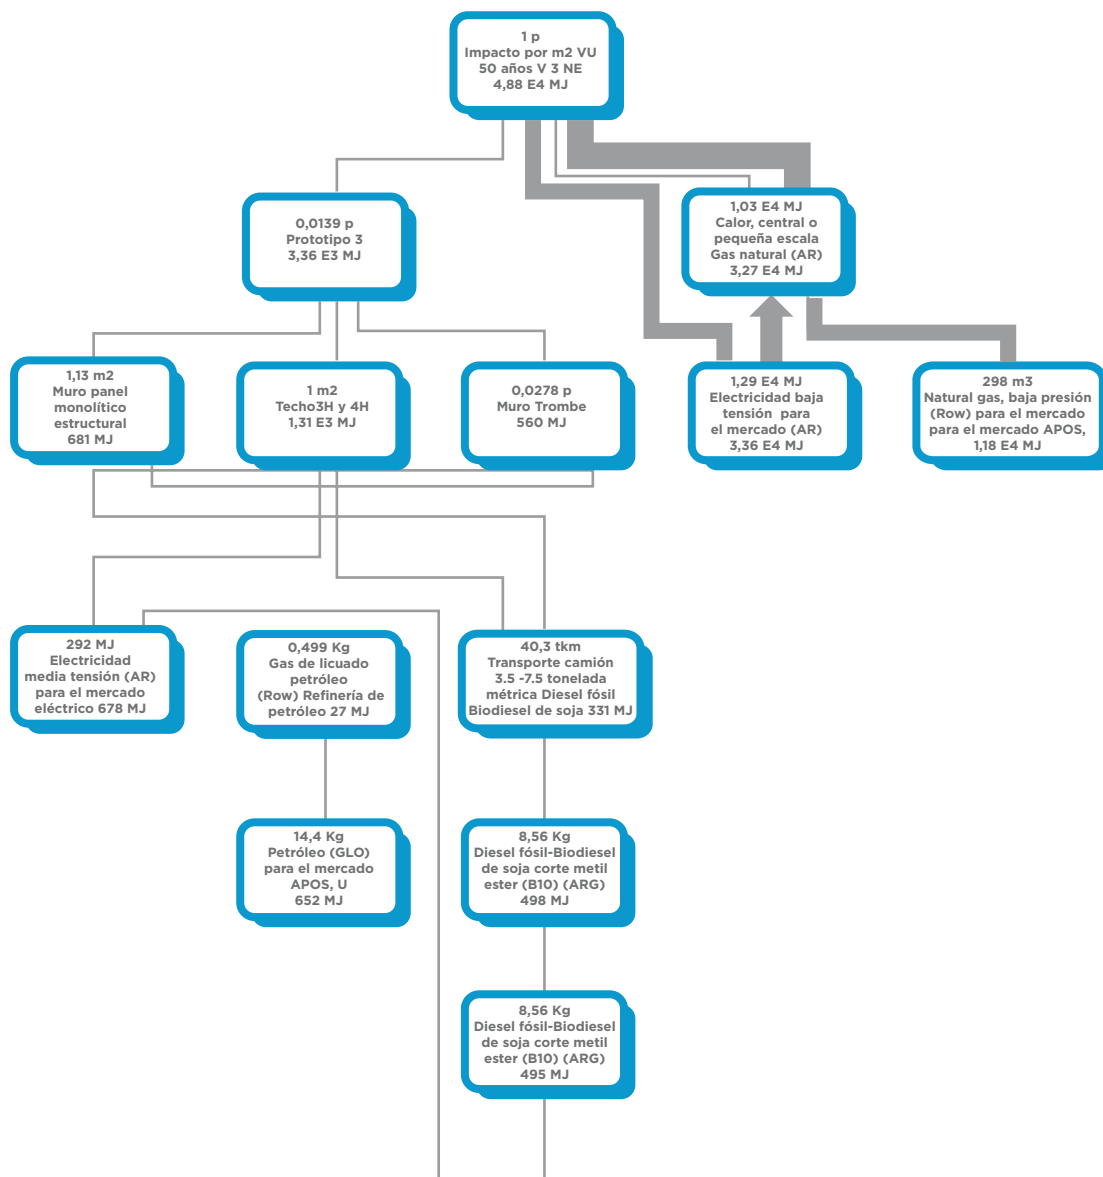 1 p
Impacto por m2 VU
50 años V 3 NE
4,88 E4 MJ
0,0139 p
Prototipo 3
3,36 E3 MJ
1,03 E4 MJ
Calor, central o
pequeña escala
Gas natural (AR)
3,27 E4 MJ
1,13 m2
Muro panel
monolítico
estructural
681 MJ
1 m2
Techo3H y 4H
1,31 E3 MJ
0,0278 p
Muro Trombe
560 MJ
1,29 E4 MJ
Electricidad baja
tensión para
el mercado (AR)
3,36 E4 MJ
298 m3
Natural gas, baja presión
(Row) para el mercado
para el mercado APOS,
1,18 E4 MJ
292 MJ
Electricidad
media tensión (AR)
para el mercado
eléctrico 678 MJ
0,499 Kg
Gas de licuado
petróleo
(Row) Refinería de
petróleo 27 MJ
40,3 tkm
Transporte camión
3.5 -7.5 tonelada
métrica Diesel fósil
Biodiesel de soja 331 MJ
14,4 Kg
Petróleo (GLO)
para el mercado
APOS, U
652 MJ
8,56 Kg
Diesel fósil-Biodiesel
de soja corte metil
ester (B10) (ARG)
498 MJ
8,56 Kg
Diesel fósil-Biodiesel
de soja corte metil
ester (B10) (ARG)
495 MJ